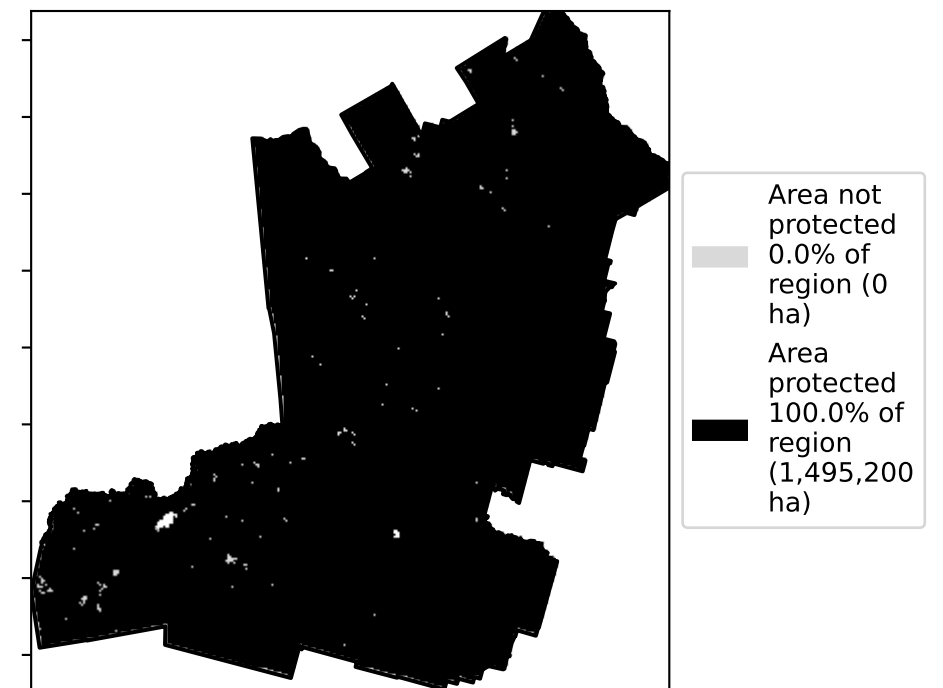 Area not
protected
0.0% of
region (0
ha)
Area
protected
100.0% of
region
(1,495,200
ha)